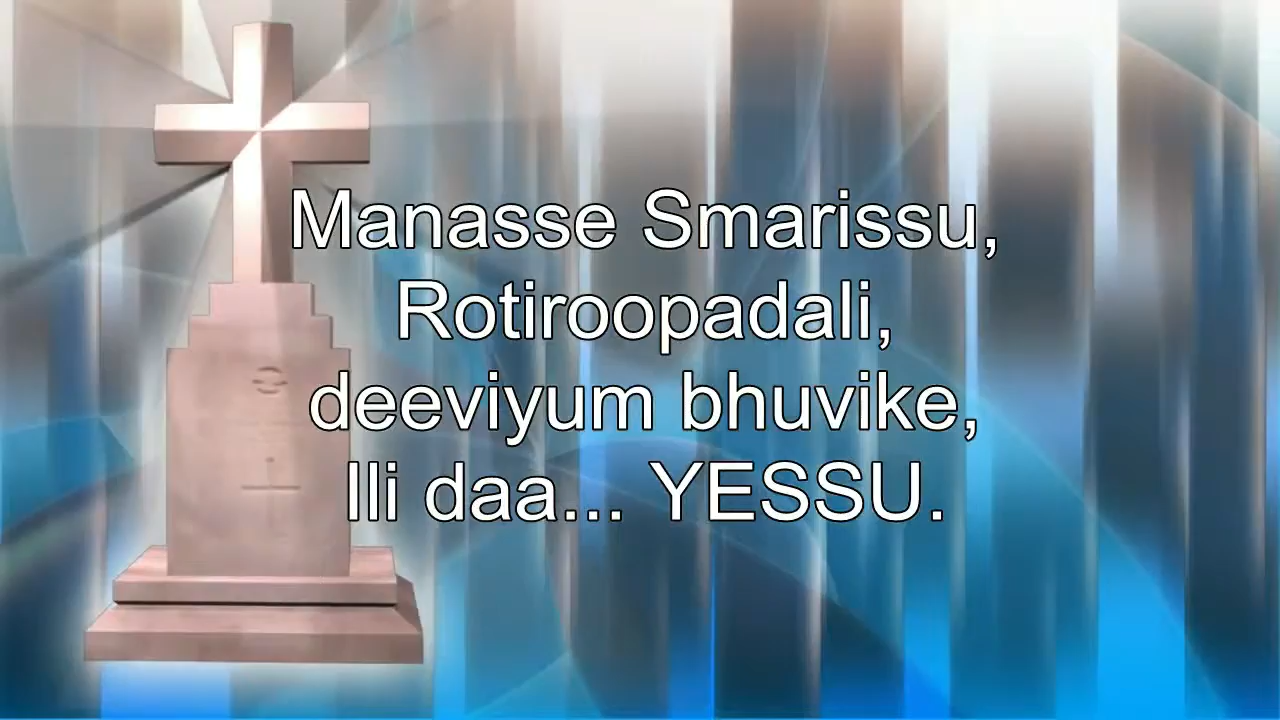 Manasse Smarissu,
Rotiroopadali,
deeviyum bhuvike,
Ili daa... YESSU.